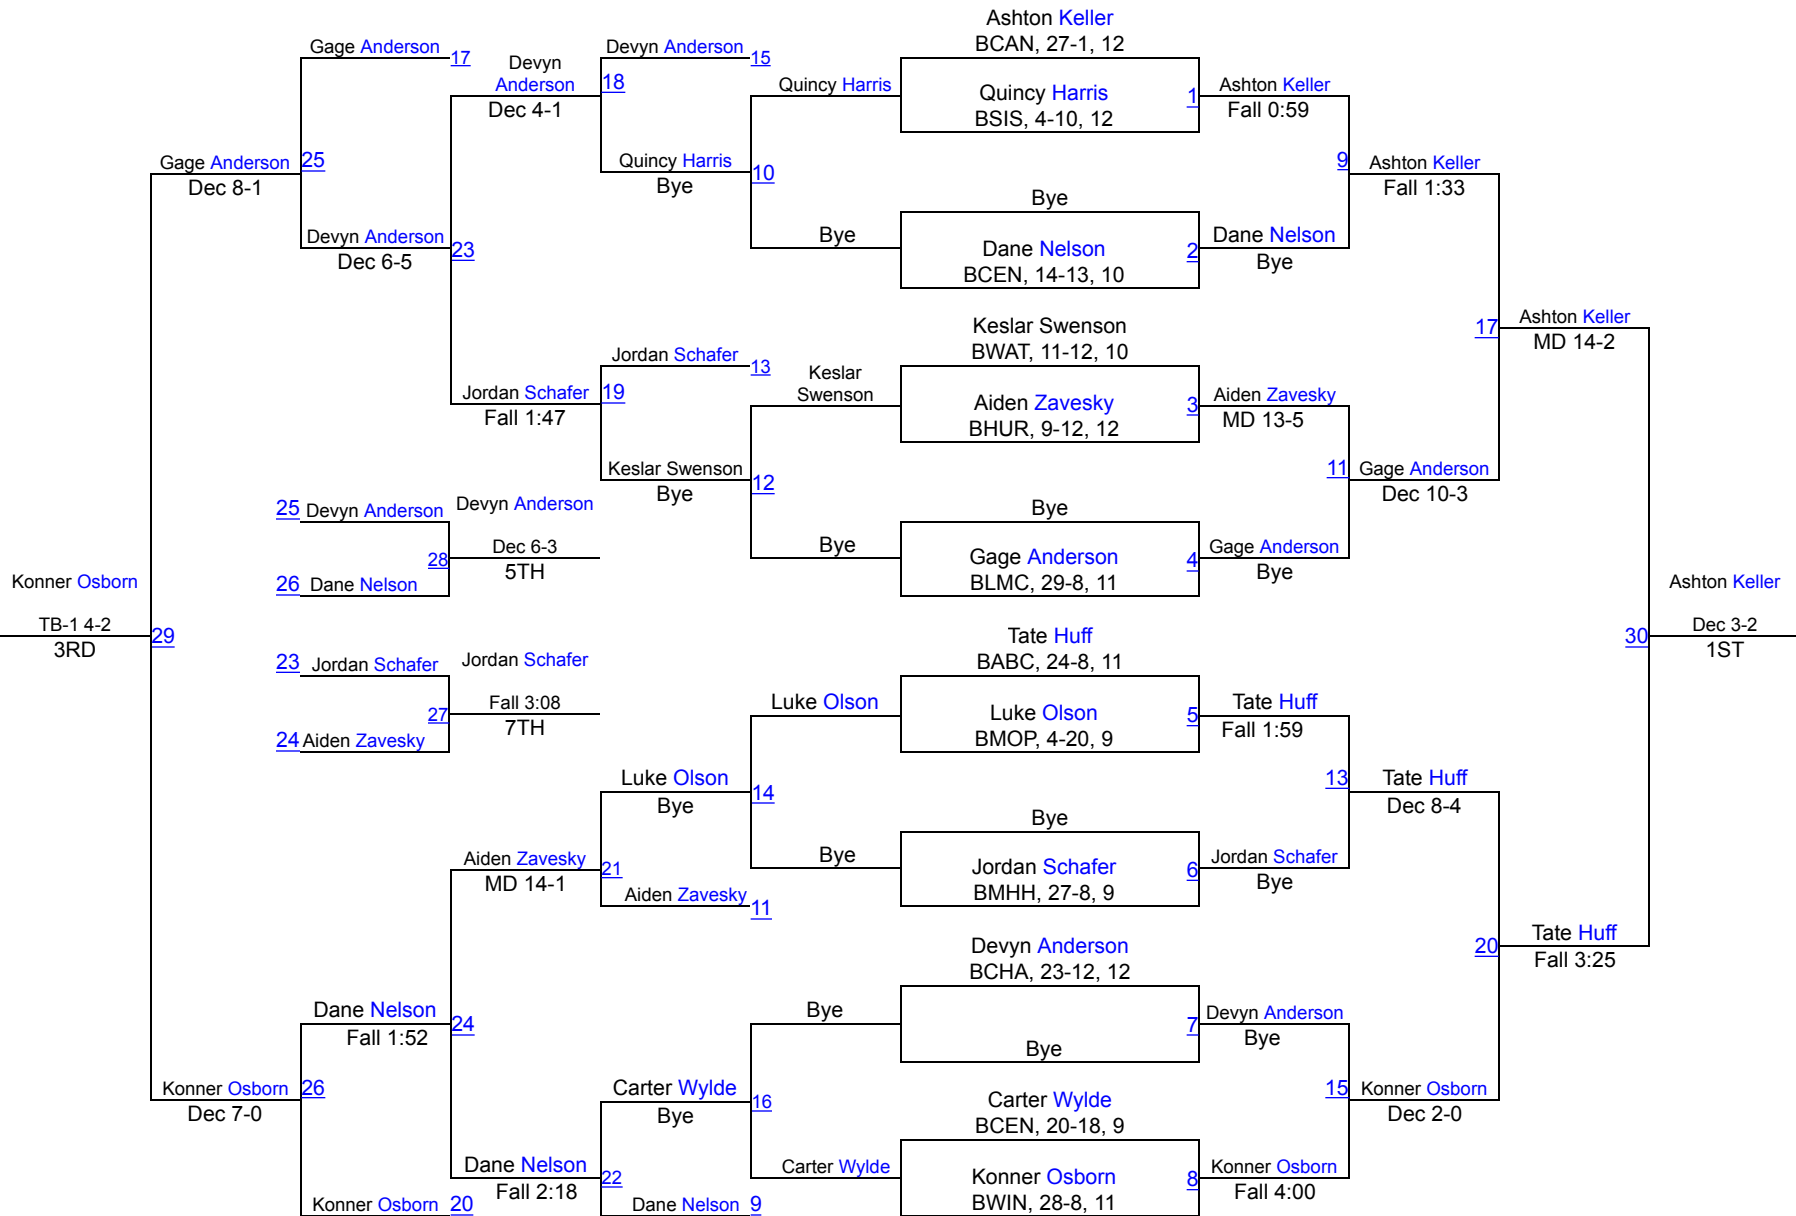 Ashton Keller
BCAN, 27-1, 12
Gage Anderson
17
Devyn
Anderson
Dec 4-1
Devyn Anderson
15
18
Quincy Harris
Quincy Harris
BSIS, 4-10, 12
1
Ashton Keller
Fall 0:59
Gage Anderson
Dec 8-1
25
Quincy Harris
Bye
10
9
Ashton Keller
Fall 1:33
Bye
Devyn Anderson
Dec 6-5
23
Bye
Dane Nelson
BCEN, 14-13, 10
2
Dane Nelson
Bye
Keslar Swenson
BWAT, 11-12, 10
17
Ashton Keller
MD 14-2
Jordan Schafer
13
Keslar
Swenson
Jordan Schafer
Fall 1:47
19
Aiden Zavesky
BHUR, 9-12, 12
3
Aiden Zavesky
MD 13-5
Keslar Swenson
Bye
12
11
Gage Anderson
Dec 10-3
25
Devyn Anderson
Devyn Anderson
Bye
28
Dec 6-3
5TH
Bye
Gage Anderson
BLMC, 29-8, 11
4
Gage Anderson
Bye
26
Dane Nelson
Konner Osborn
TB-1 4-2
3RD
29
Ashton Keller
30
Dec 3-2
1ST
Tate Huff
BABC, 24-8, 11
23
Jordan Schafer
Jordan Schafer
27
Fall 3:08
7TH
24
Aiden Zavesky
Luke Olson
Luke Olson
BMOP, 4-20, 9
5
Tate Huff
Fall 1:59
Luke Olson
Bye
14
13
Tate Huff
Dec 8-4
Bye
Aiden Zavesky
MD 14-1
21
Bye
Jordan Schafer
BMHH, 27-8, 9
6
Jordan Schafer
Bye
Aiden Zavesky
11
Devyn Anderson
BCHA, 23-12, 12
20
Tate Huff
Fall 3:25
Dane Nelson
Fall 1:52
24
Bye
7
Devyn Anderson
Bye
Bye
Konner Osborn
Dec 7-0
26
Carter Wylde
Bye
16
Carter Wylde
BCEN, 20-18, 9
15
Konner Osborn
Dec 2-0
Dane Nelson
Fall 2:18
22
Carter Wylde
Konner Osborn
BWIN, 28-8, 11
8
Konner Osborn
Fall 4:00
Konner Osborn
20
Dane Nelson
9